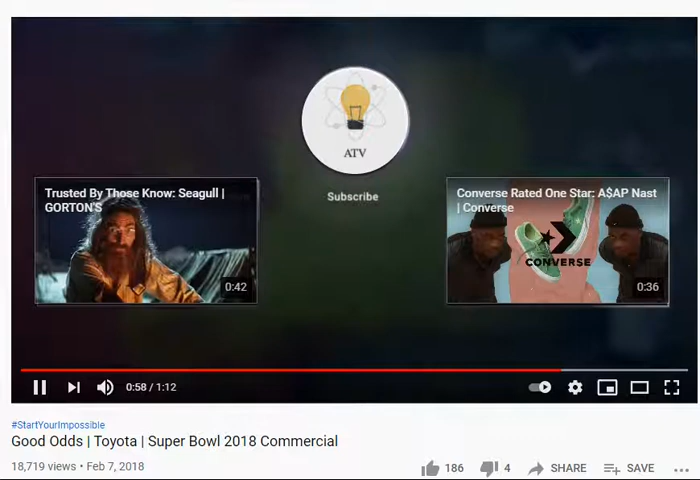 ATV
Subscribe
Trusted By Those Know: Seagull |
GORTON'S
0:42
Converse Rated One Star: A$AP Nast
| Converse
CONVERSE
0:36
0:58 / 1:12
#StartYourImpossible
Good Odds | Toyota | Super Bowl 2018 Commercial
18,719 views • Feb 7, 2018
186
4
SHARE
SAVE